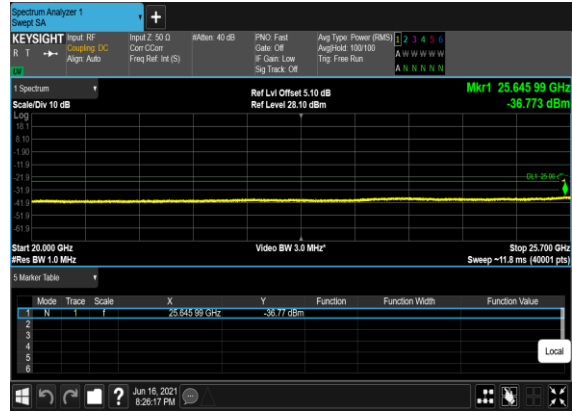 Spectrum Analyzer 1
Swept SA
+
KEYSIGHT Input: RF Input Z: 50 Ω #Atten: 40 dB PNO: Fast Avg Type: Power (RMS) 1 2 3 4 5 6
R T Coupling: DC Corr CCorr Gate: Off Avg|Hold: 100/100 A W W W W W
Align: Auto Freq Ref: Int (S) IF Gain: Low Trig: Free Run
Sig Track: Off A N N N N N
1 Spectrum Ref Lvl Offset 5.10 dB Mkr1 25.645 99 GHz
Scale/Div 10 dB Ref Level 28.10 dBm -36.773 dBm
Log
18.1
8.10
-1.90
-11.9
-21.9
-31.9
-41.9
-51.9
-61.9
Start 20.000 GHz Video BW 3.0 MHz* Stop 25.700 GHz
#Res BW 1.0 MHz Sweep ~11.8 ms (40001 pts)
5 Marker Table
Mode Trace Scale X Y Function Function Width Function Value
1 N 1 f 25.645 99 GHz -36.77 dBm
2
3
4
5
6
Local
? Jun 16, 2021
8:26:17 PM